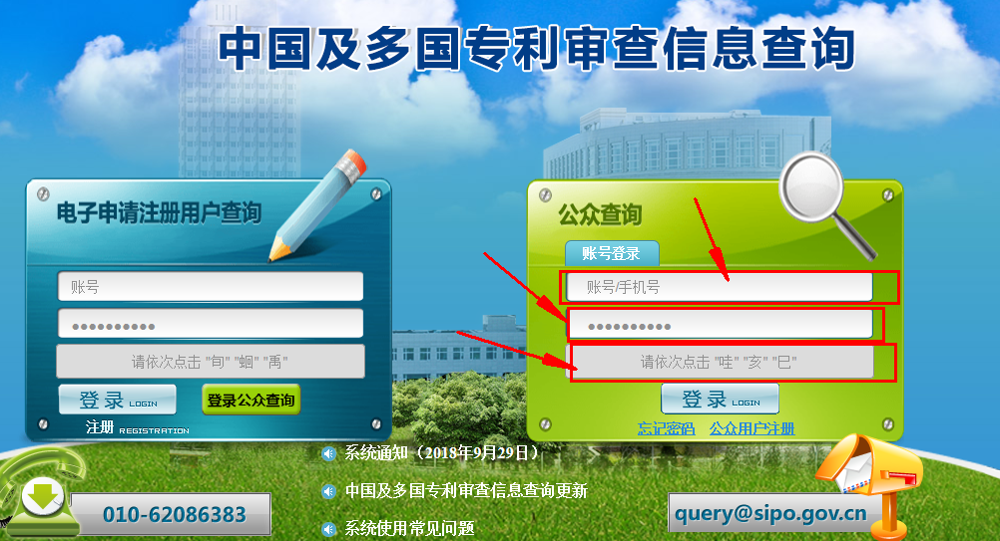 中国及多国专利审查信息查询
电子申请注册用户查询
账号
●●●●●●●●●●
请依次点击 "旬" "蛔" "禹"
登录 LOGIN
登录公众查询
注册 REGISTRATION
公众查询
账号登录
账号/手机号
●●●●●●●●●●
请依次点击 "哇" "亥" "巳"
登录 LOGIN
忘记密码 公众用户注册
系统通知（2018年9月29日）
中国及多国专利审查信息查询更新
系统使用常见问题
010-62086383
query@sipo.gov.cn